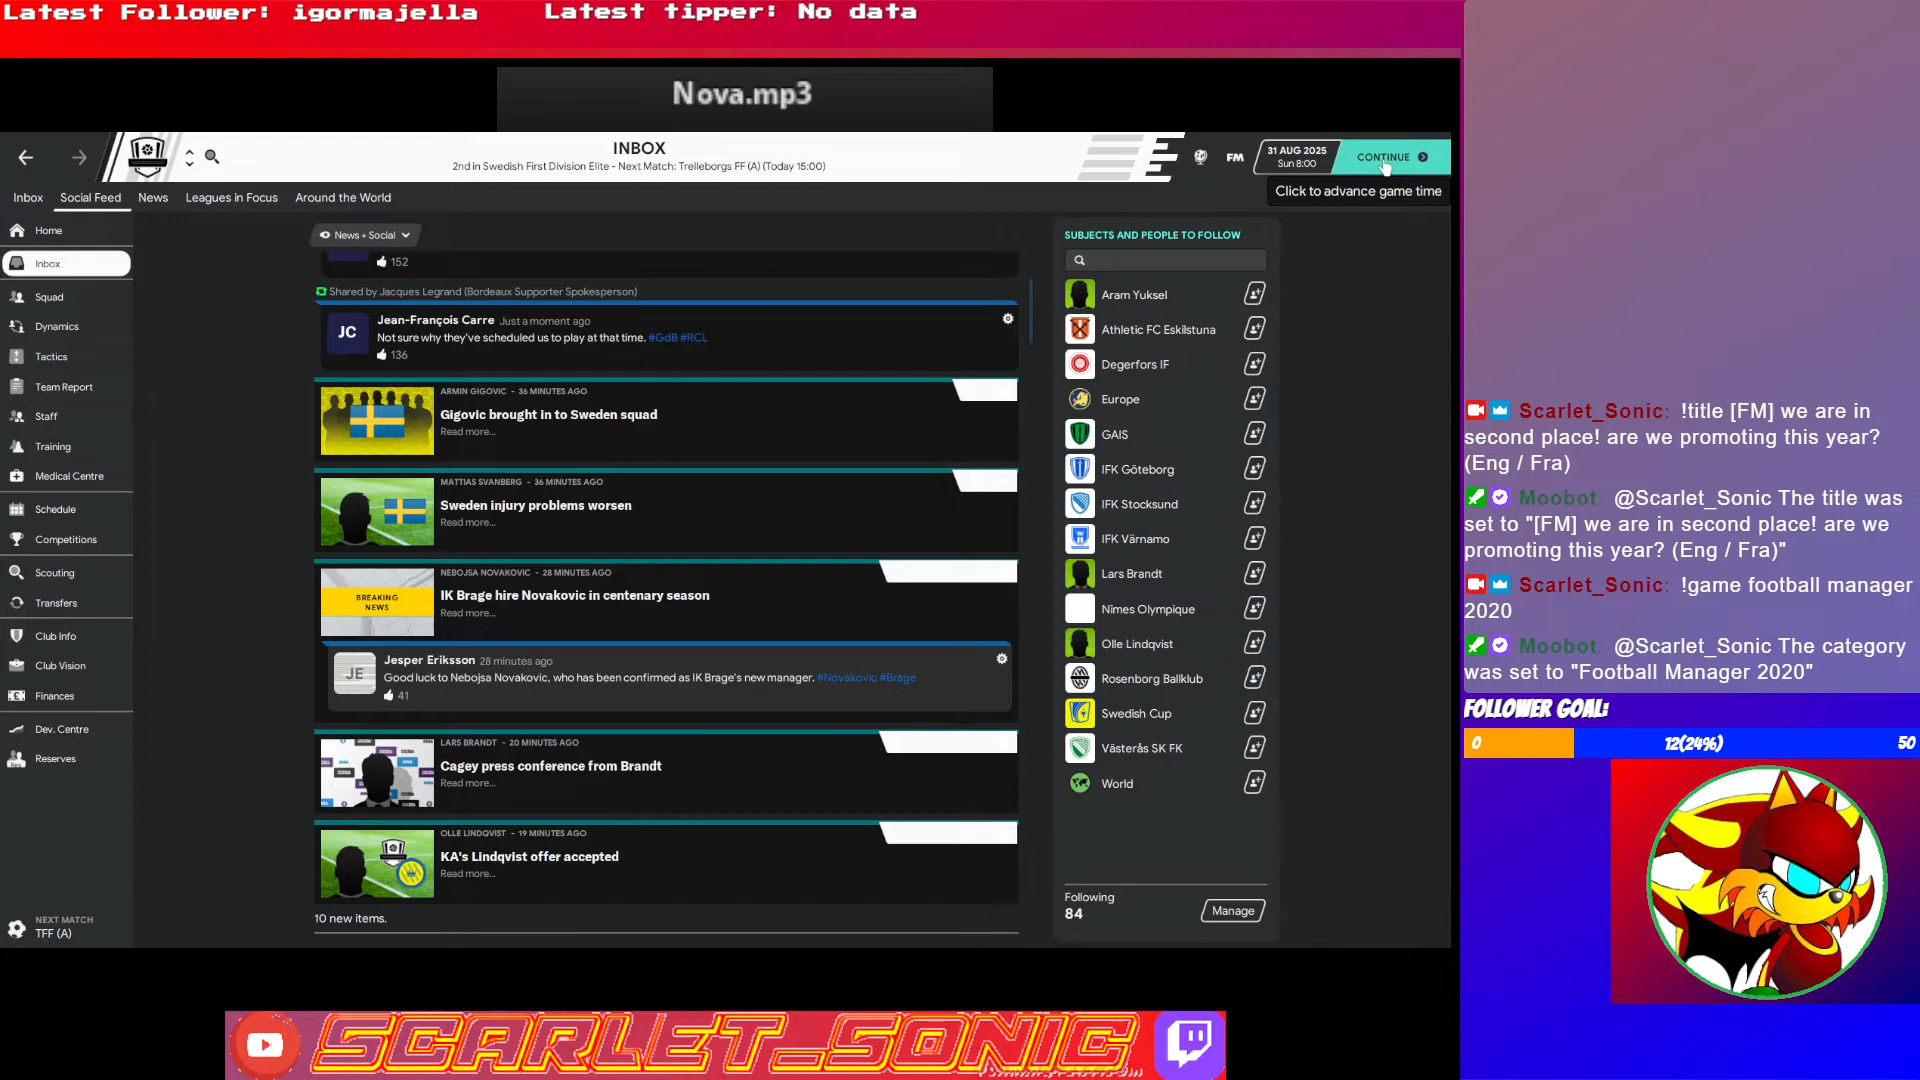 Latest Follower: igormajella
Latest tipper: No data
Nova.mp3
INBOX
2nd in Swedish First Division Elite - Next Match: Trelleborgs FF (A) (Today 15:00)
FM
31 AUG 2025
Sun 8:00
CONTINUE
Click to advance game time
Inbox
Social Feed
News
Leagues in Focus
Around the World
Home
Inbox
Squad
Dynamics
Tactics
Team Report
Staff
Training
Medical Centre
Schedule
Competitions
Scouting
Transfers
Club Info
Club Vision
Finances
Dev. Centre
Reserves
NEXT MATCH
TFF (A)
News + Social
152
Shared by Jacques Legrand (Bordeaux Supporter Spokesperson)
JC
Jean-François Carre Just a moment ago
Not sure why they've scheduled us to play at that time. #GdB #RCL
136
ARMIN GIGOVIC - 36 MINUTES AGO
Gigovic brought in to Sweden squad
Read more...
MATTIAS SVANBERG - 36 MINUTES AGO
Sweden injury problems worsen
Read more...
BREAKING
NEWS
NEBOJSA NOVAKOVIC - 28 MINUTES AGO
IK Brage hire Novakovic in centenary season
Read more...
JE
Jesper Eriksson 28 minutes ago
Good luck to Nebojsa Novakovic, who has been confirmed as IK Brage's new manager. #Novakovic #Brage
41
LARS BRANDT - 20 MINUTES AGO
Cagey press conference from Brandt
Read more...
OLLE LINDQVIST - 19 MINUTES AGO
KA's Lindqvist offer accepted
Read more...
10 new items.
SUBJECTS AND PEOPLE TO FOLLOW
Aram Yuksel
Athletic FC Eskilstuna
Degerfors IF
Europe
GAIS
IFK Göteborg
IFK Stocksund
IFK Värnamo
Lars Brandt
Nîmes Olympique
Olle Lindqvist
Rosenborg Ballklub
Swedish Cup
Västerås SK FK
World
Following
84
Manage
Scarlet_Sonic: !title [FM] we are in
second place! are we promoting this year?
(Eng / Fra)
Moobot: @Scarlet_Sonic The title was
set to "[FM] we are in second place! are we
promoting this year? (Eng / Fra)"
Scarlet_Sonic: !game football manager
2020
Moobot: @Scarlet_Sonic The category
was set to "Football Manager 2020"
FOLLOWER GOAL:
0
12(24%)
50
SCARLET_SONIC